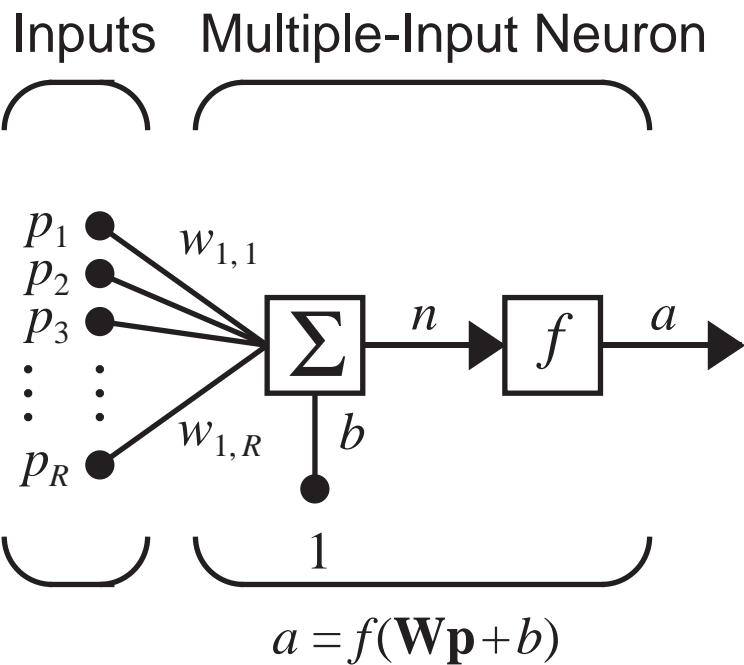 Inputs Multiple-Input Neuron
p1 w1,1
p2
p3 Σ n f a
pR w1,R b
1
a = f(Wp + b)